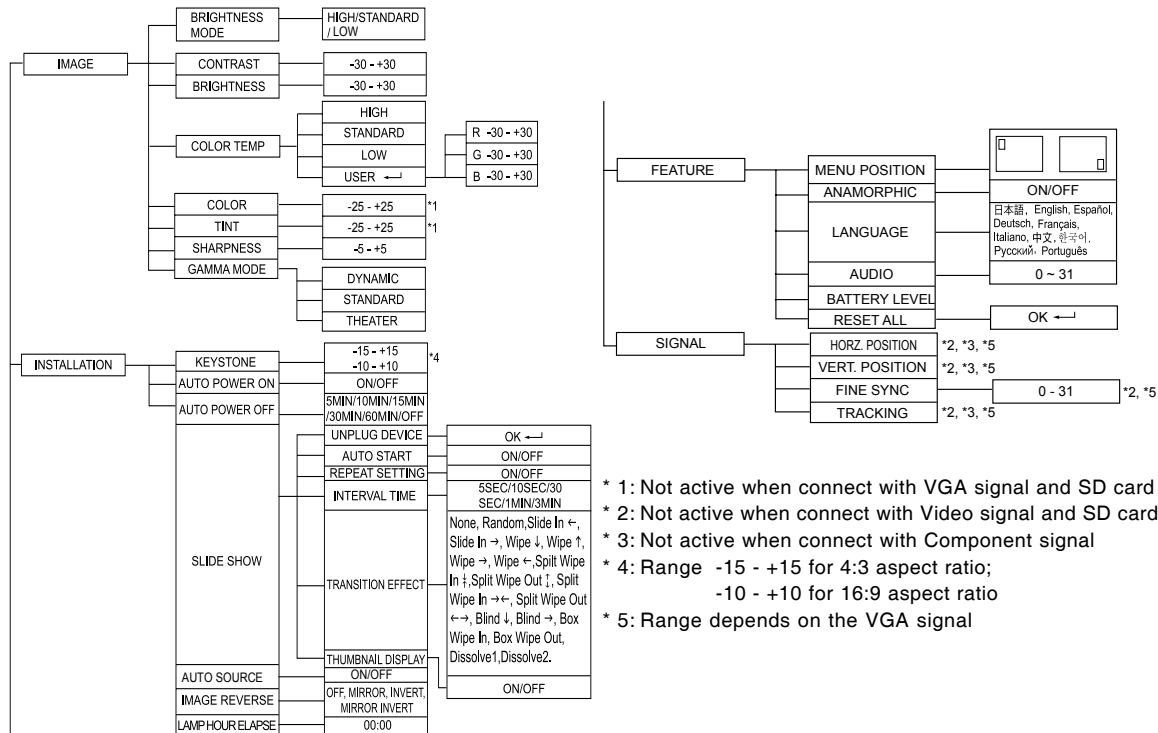 BRIGHTNESS
MODE
HIGH/STANDARD
/ LOW
IMAGE
CONTRAST
-30 - +30
BRIGHTNESS
-30 - +30
COLOR TEMP
HIGH
STANDARD
LOW
USER ↵
R -30 - +30
G -30 - +30
B -30 - +30
COLOR
-25 - +25
*1
TINT
-25 - +25
*1
SHARPNESS
-5 - +5
GAMMA MODE
DYNAMIC
STANDARD
THEATER
INSTALLATION
KEYSTONE
-15 - +15
-10 - +10
*4
AUTO POWER ON
ON/OFF
AUTO POWER OFF
5MIN/10MIN/15MIN
/30MIN/60MIN/OFF
SLIDE SHOW
UNPLUG DEVICE
OK ↵
AUTO START
ON/OFF
REPEAT SETTING
ON/OFF
INTERVAL TIME
5SEC/10SEC/30
SEC/1MIN/3MIN
TRANSITION EFFECT
None, Random,Slide In ←,
Slide In →, Wipe ↓, Wipe ↑,
Wipe →, Wipe ←,Spilt Wipe
In ↕,Split Wipe Out ↕, Split
Wipe In →←, Split Wipe Out
←→, Blind ↓, Blind →, Box
Wipe In, Box Wipe Out,
Dissolve1,Dissolve2.
THUMBNAIL DISPLAY
ON/OFF
AUTO SOURCE
ON/OFF
IMAGE REVERSE
OFF, MIRROR, INVERT,
MIRROR INVERT
LAMP HOUR ELAPSE
00:00
FEATURE
MENU POSITION
ANAMORPHIC
ON/OFF
LANGUAGE
日本語, English, Español,
Deutsch, Français,
Italiano, 中文, 한국어,
Русский, Português
AUDIO
0 ~ 31
BATTERY LEVEL
RESET ALL
OK ↵
SIGNAL
HORZ. POSITION
*2, *3, *5
VERT. POSITION
*2, *3, *5
FINE SYNC
0 - 31
*2, *5
TRACKING
*2, *3, *5
* 1: Not active when connect with VGA signal and SD card
* 2: Not active when connect with Video signal and SD card
* 3: Not active when connect with Component signal
* 4: Range -15 - +15 for 4:3 aspect ratio;
-10 - +10 for 16:9 aspect ratio
* 5: Range depends on the VGA signal